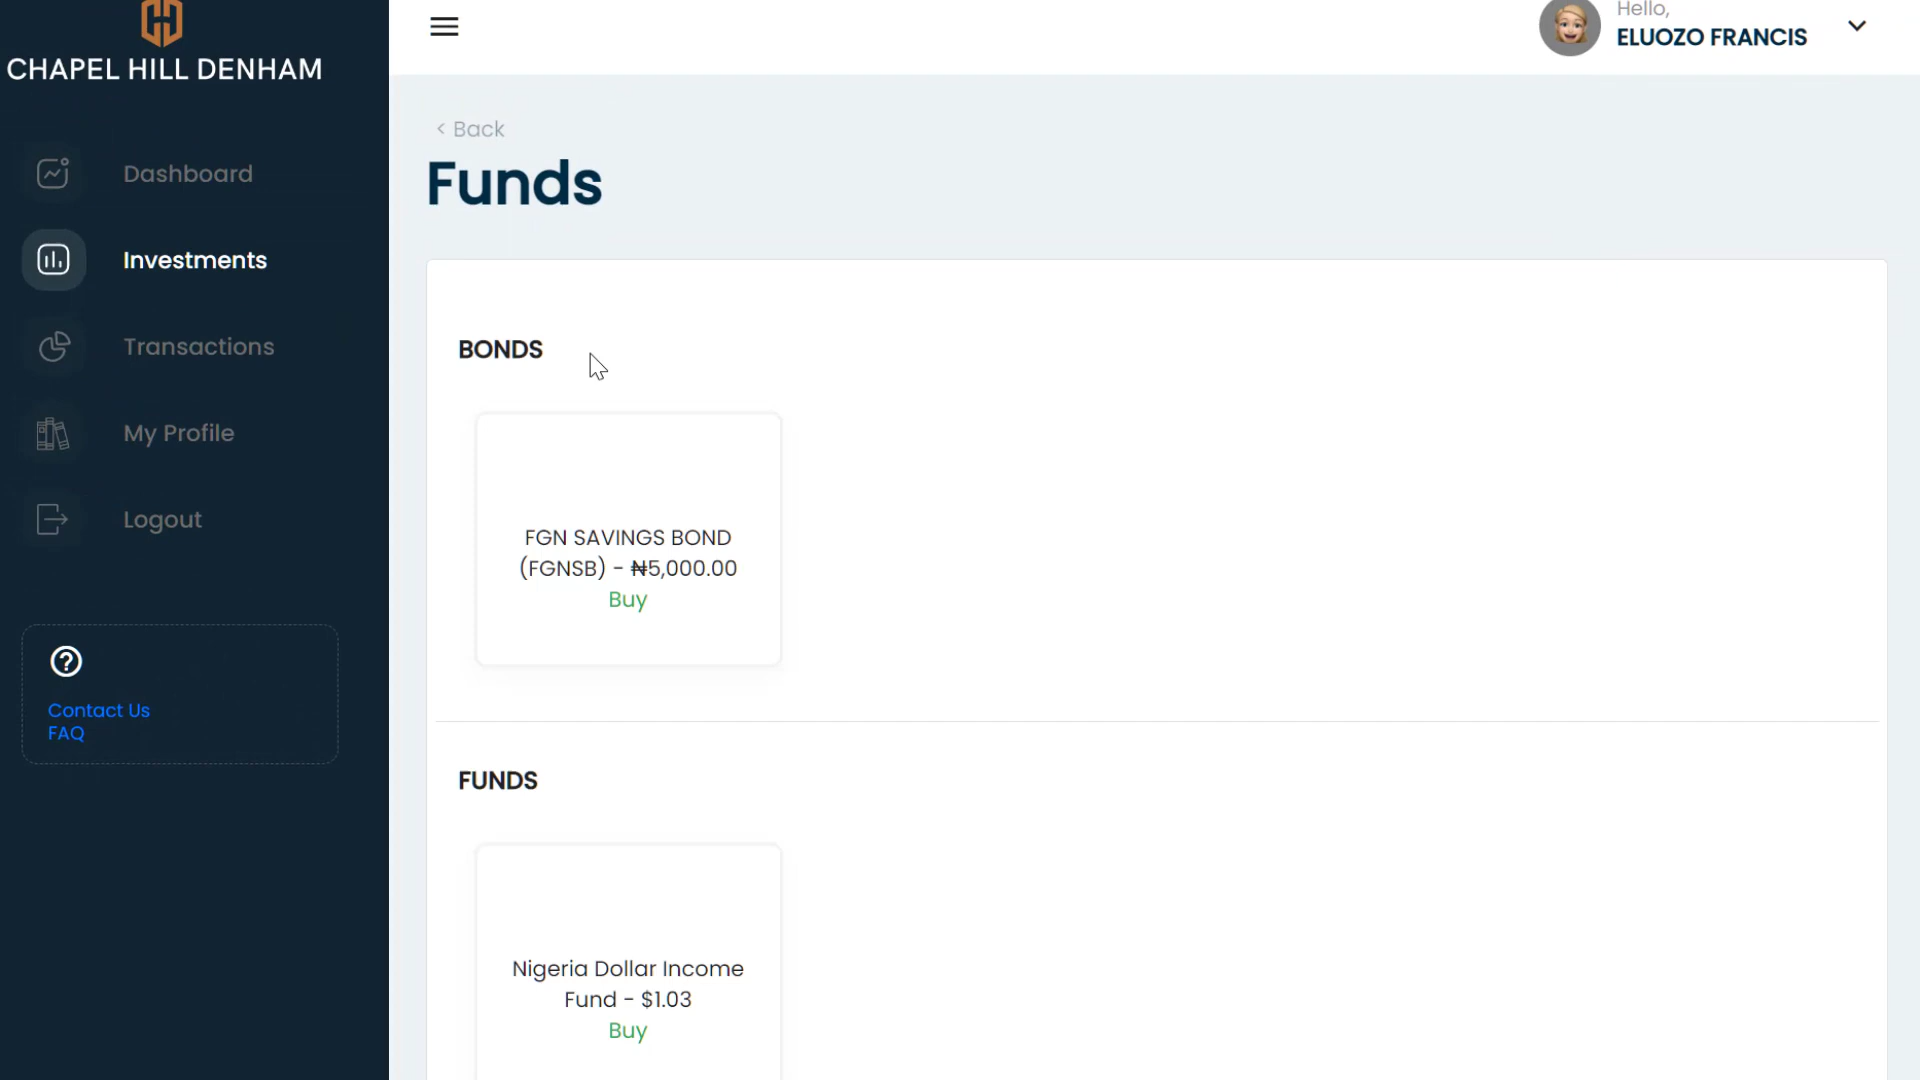 CHAPEL HILL DENHAM
Dashboard
Investments
Transactions
My Profile
Logout
Contact Us
FAQ
Hello,
ELUOZO FRANCIS
< Back
Funds
BONDS
FGN SAVINGS BOND
(FGNSB) - ₦5,000.00
Buy
FUNDS
Nigeria Dollar Income
Fund - $1.03
Buy